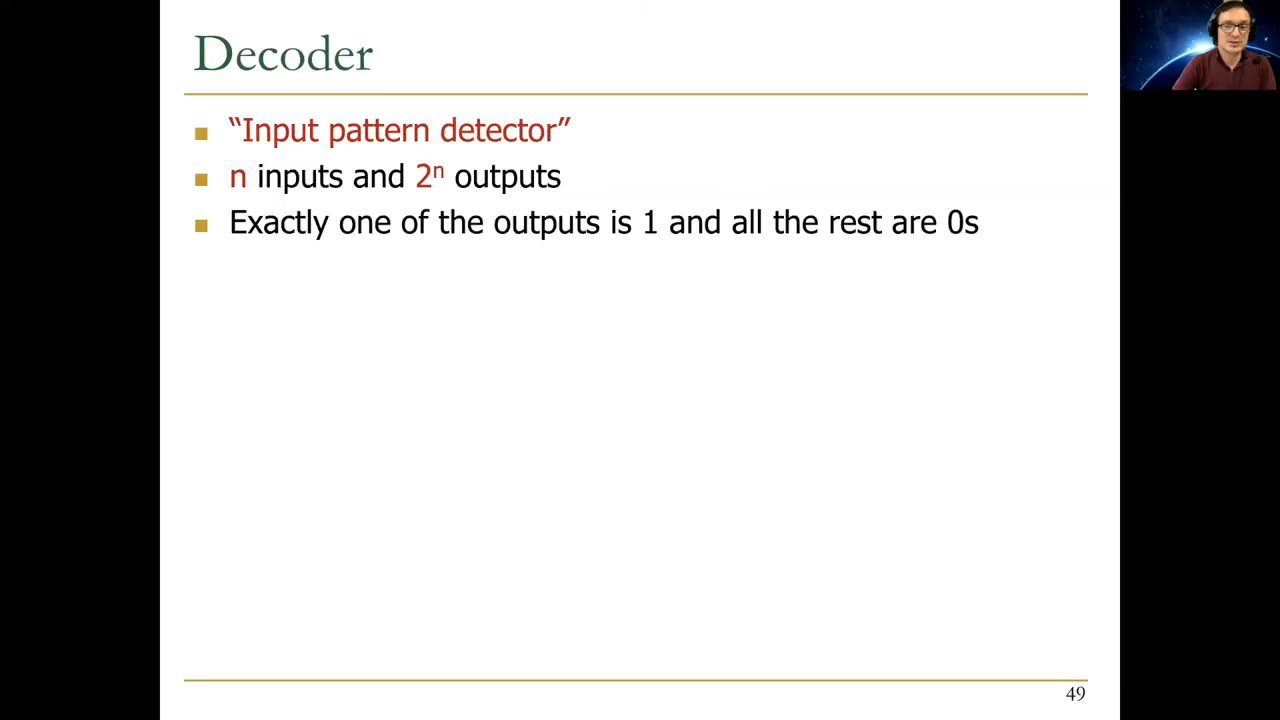 Decoder
“Input pattern detector”
n inputs and 2ⁿ outputs
Exactly one of the outputs is 1 and all the rest are 0s
49